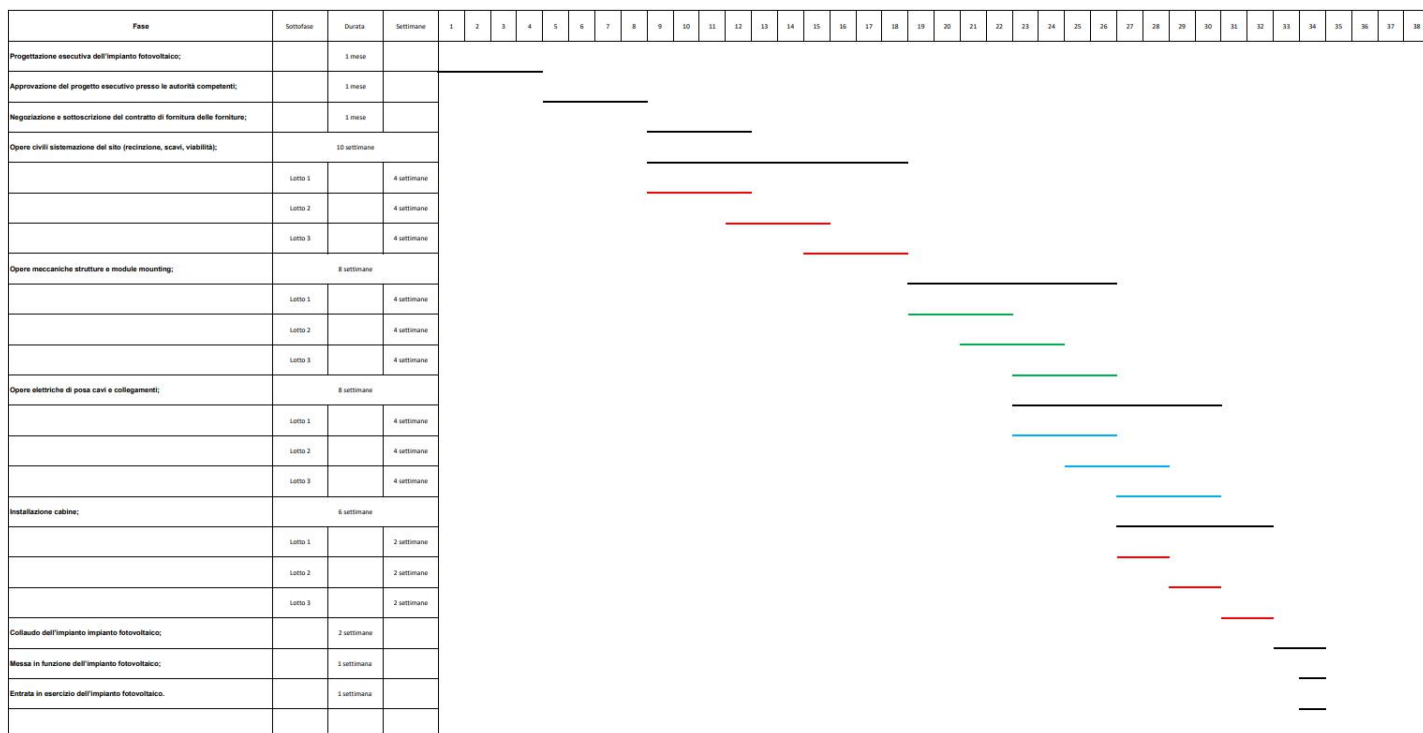 Fase Sottofase Durata Settimane 1 2 3 4 5 6 7 8 9 10 11 12 13 14 15 16 17 18 19 20 21 22 23 24 25 26 27 28 29 30 31 32 33 34 35 36 37 38
Progettazione esecutiva dell'impianto fotovoltaico; 1 mese
Approvazione del progetto esecutivo presso le autorità competenti; 1 mese
Negoziazione e sottoscrizione del contratto di fornitura delle forniture; 1 mese
Opere civili sistemazione del sito (recinzione, scavi, viabilità); 10 settimane
Lotto 1 4 settimane
Lotto 2 4 settimane
Lotto 3 4 settimane
Opere meccaniche strutture e module mounting; 8 settimane
Lotto 1 4 settimane
Lotto 2 4 settimane
Lotto 3 4 settimane
Opere elettriche di posa cavi e collegamenti; 8 settimane
Lotto 1 4 settimane
Lotto 2 4 settimane
Lotto 3 4 settimane
Installazione cabine; 6 settimane
Lotto 1 2 settimane
Lotto 2 2 settimane
Lotto 3 2 settimane
Collaudo dell'impianto impianto fotovoltaico; 2 settimane
Messa in funzione dell'impianto fotovoltaico; 1 settimana
Entrata in esercizio dell'impianto fotovoltaico. 1 settimana